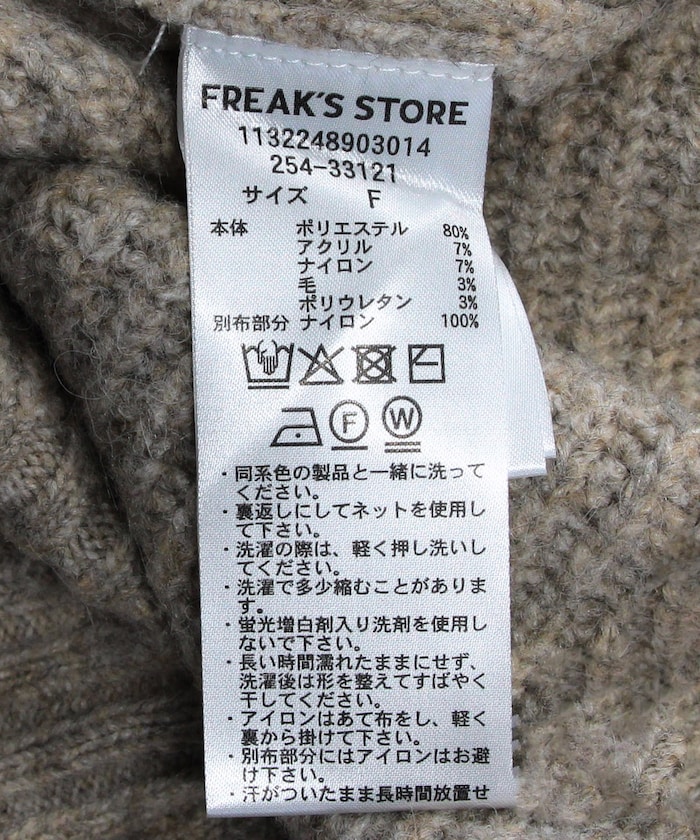 FREAK'S STORE
1132248903014
254-33121
サイズ F
本体 ポリエステル 80%
アクリル 7%
ナイロン 7%
毛 3%
ポリウレタン 3%
別布部分 ナイロン 100%
F W
・同系色の製品と一緒に洗って
ください。
・裏返しにしてネットを使用し
て下さい。
・洗濯の際は、軽く押し洗いし
てください。
・洗濯で多少縮むことがありま
す。
・蛍光増白剤入り洗剤を使用し
ないで下さい。
・長い時間濡れたままにせず、
洗濯後は形を整えてすばやく
干してください。
・アイロンはあて布をし、軽く
裏から掛けて下さい。
・別布部分にはアイロンはお避
け下さい。
・汗がついたまま長時間放置せ